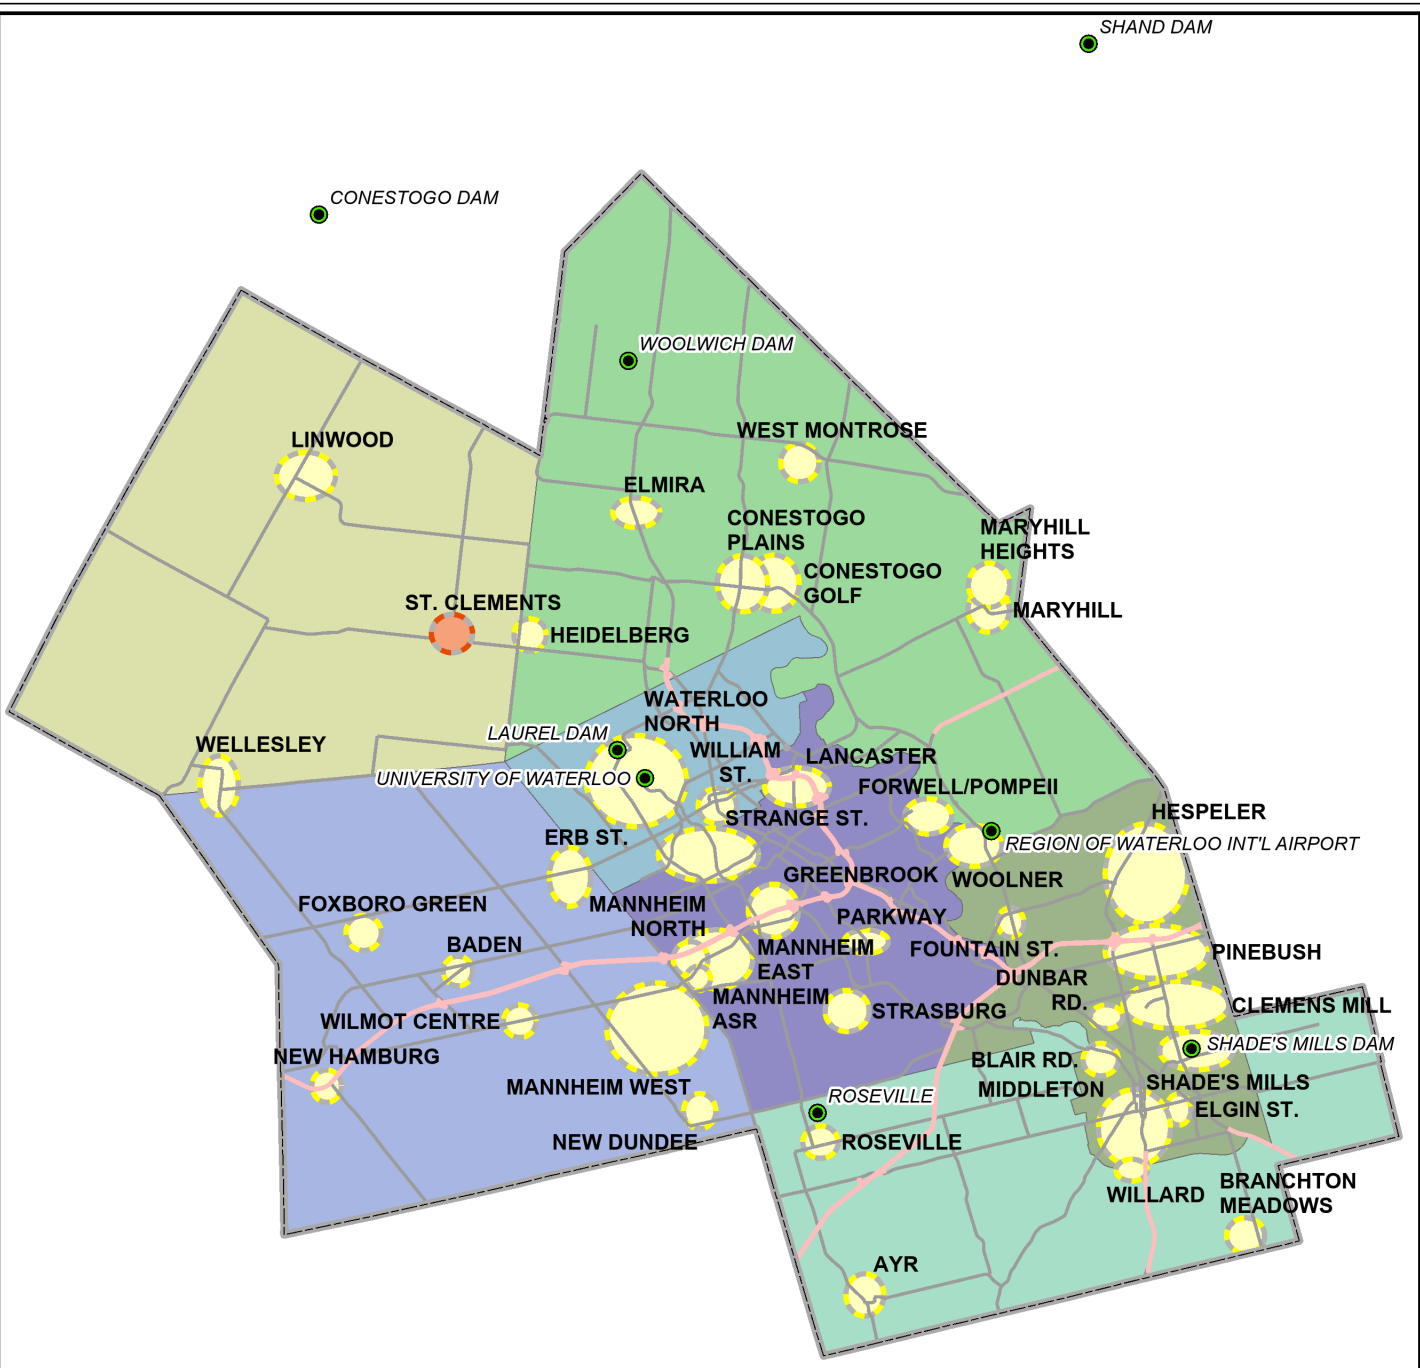 SHAND DAM
CONESTOGO DAM
WOOLWICH DAM
WEST MONTROSE
LINWOOD
ELMIRA
CONESTOGO
PLAINS
MARYHILL
HEIGHTS
CONESTOGO
GOLF
ST. CLEMENTS
MARYHILL
HEIDELBERG
WATERLOO
NORTH
LAUREL DAM
WELLESLEY
WILLIAM
ST.
LANCASTER
UNIVERSITY OF WATERLOO
FORWELL/POMPEII
HESPELER
STRANGE ST.
ERB ST.
REGION OF WATERLOO INT'L AIRPORT
GREENBROOK
WOOLNER
FOXBORO GREEN
MANNHEIM
NORTH
PARKWAY
BADEN
MANNHEIM
EAST
FOUNTAIN ST.
PINEBUSH
DUNBAR
RD.
MANNHEIM
ASR
STRASBURG
CLEMENS MILL
WILMOT CENTRE
SHADE'S MILLS DAM
NEW HAMBURG
BLAIR RD.
MANNHEIM WEST
MIDDLETON
SHADE'S MILLS
ROSEVILLE
ELGIN ST.
NEW DUNDEE
ROSEVILLE
WILLARD
BRANCHTON
MEADOWS
AYR